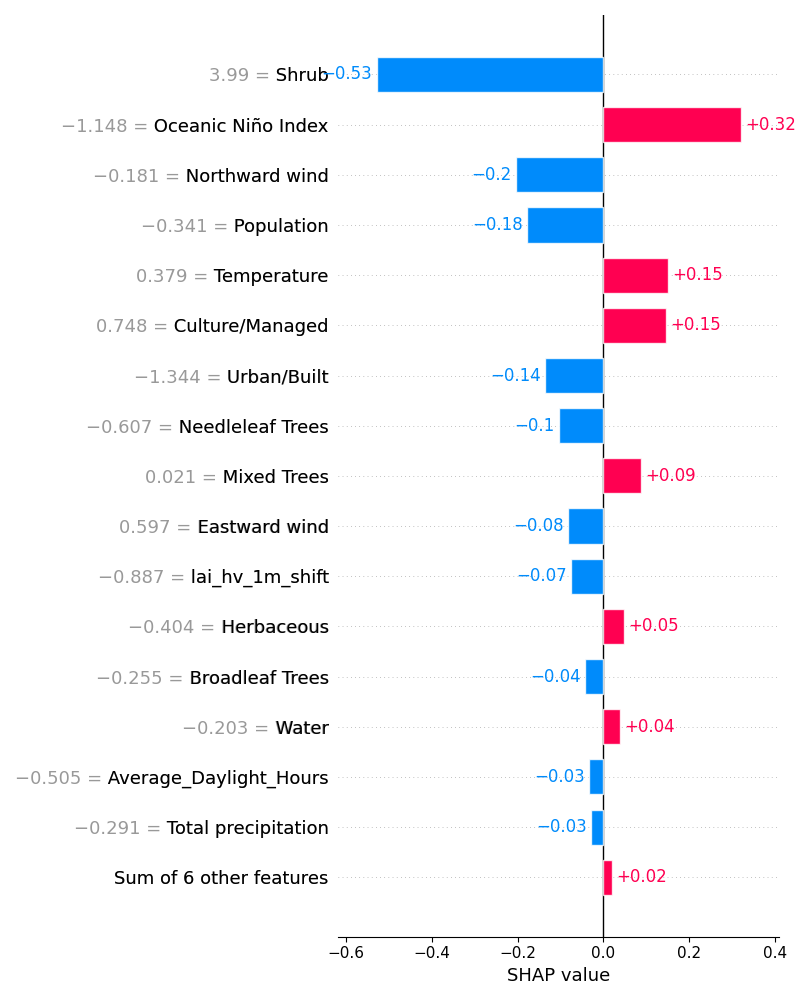 3.99 = Shrub −0.53
−1.148 = Oceanic Niño Index +0.32
−0.181 = Northward wind −0.2
−0.341 = Population −0.18
0.379 = Temperature +0.15
0.748 = Culture/Managed +0.15
−1.344 = Urban/Built −0.14
−0.607 = Needleleaf Trees −0.1
0.021 = Mixed Trees +0.09
0.597 = Eastward wind −0.08
−0.887 = lai_hv_1m_shift −0.07
−0.404 = Herbaceous +0.05
−0.255 = Broadleaf Trees −0.04
−0.203 = Water +0.04
−0.505 = Average_Daylight_Hours −0.03
−0.291 = Total precipitation −0.03
Sum of 6 other features +0.02
−0.6 −0.4 −0.2 0.0 0.2 0.4
SHAP value